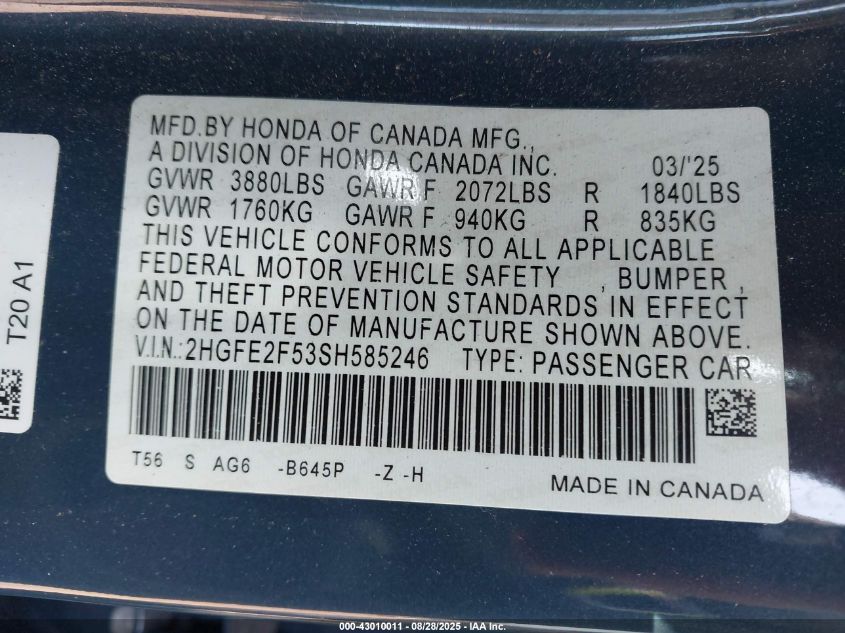 MFD.BY HONDA OF CANADA MFG.,
A DIVISION OF HONDA CANADA INC. 03/'25
GVWR 3880LBS GAWR F 2072LBS R 1840LBS
GVWR 1760KG GAWR F 940KG R 835KG
THIS VEHICLE CONFORMS TO ALL APPLICABLE
FEDERAL MOTOR VEHICLE SAFETY , BUMPER ,
AND THEFT PREVENTION STANDARDS IN EFFECT
ON THE DATE OF MANUFACTURE SHOWN ABOVE.
V.I.N.:2HGFE2F53SH585246 TYPE: PASSENGER CAR
T56 S AG6 -B645P -Z -H
MADE IN CANADA
T20 A1
000-43010011 - 08/28/2025 - IAA Inc.